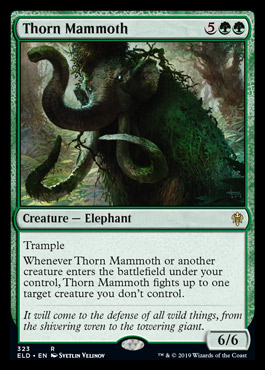 Thorn Mammoth 5
Creature — Elephant
Trample
Whenever Thorn Mammoth or another
creature enters the battlefield under your
control, Thorn Mammoth fights up to one
target creature you don't control.
It will come to the defense of all wild things, from
the shivering wren to the towering giant.
6/6
323 R
ELD • EN Svetlin Velinov ™ & © 2019 Wizards of the Coast